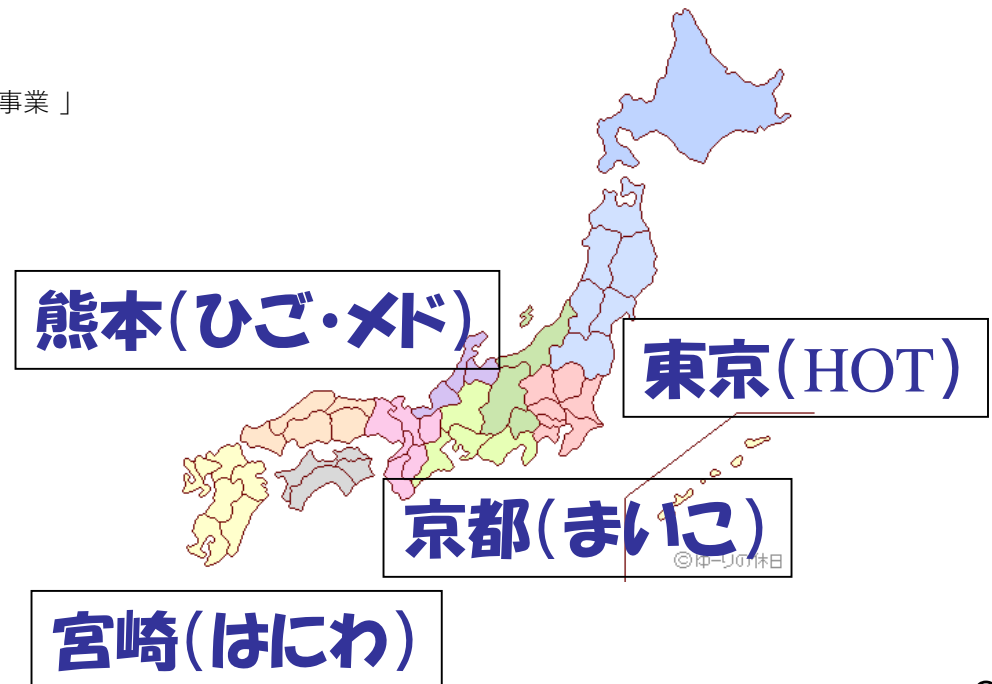 事業 」
熊本(ひご・メド)
東京(HOT)
京都(まいこ)
©ゆーりの休日
宮崎(はにわ)